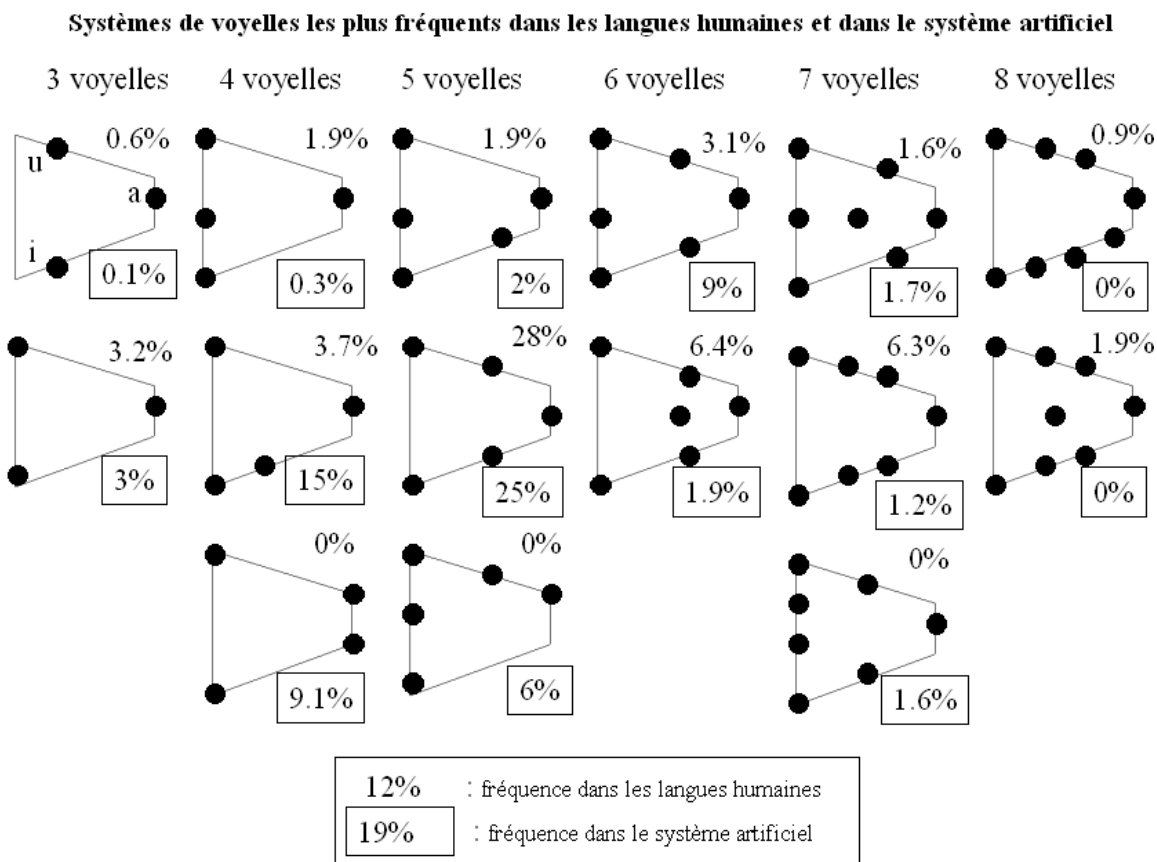 Systèmes de voyelles les plus fréquents dans les langues humaines et dans le système artificiel
3 voyelles 4 voyelles 5 voyelles 6 voyelles 7 voyelles 8 voyelles
0.6% 1.9% 1.9% 3.1% 1.6% 0.9%
u
a
i
0.1% 0.3% 2% 9% 1.7% 0%
3.2% 3.7% 28% 6.4% 6.3% 1.9%
3% 15% 25% 1.9% 1.2% 0%
0% 0% 0%
9.1% 6% 1.6%
12% : fréquence dans les langues humaines
19% : fréquence dans le système artificiel